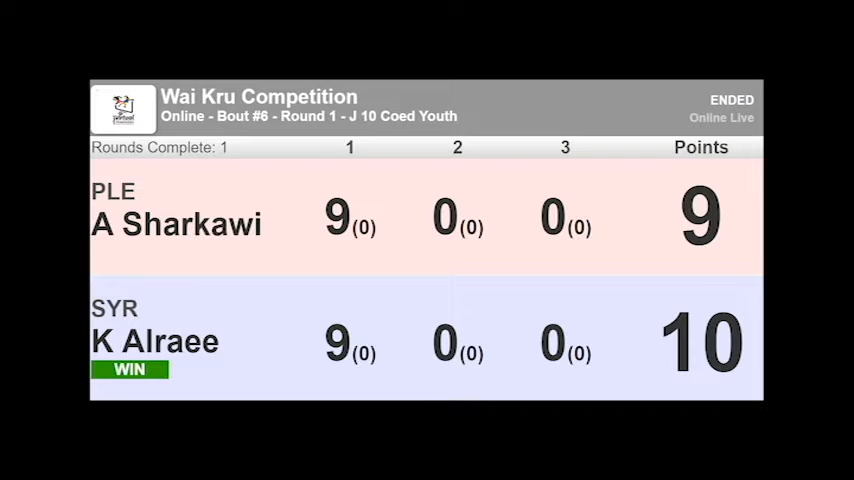 Wai Kru Competition
Online - Bout #6 - Round 1 - J 10 Coed Youth
ENDED
Online Live
Rounds Complete: 1 1 2 3 Points
PLE
A Sharkawi 9(0) 0(0) 0(0) 9
SYR
K Alraee 9(0) 0(0) 0(0) 10
WIN